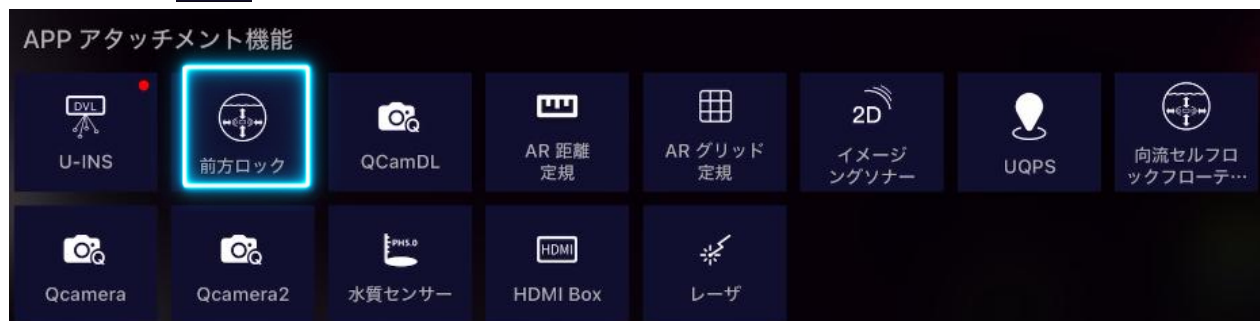 APP アタッチメント機能
DVL
U-INS
前方ロック
Q
QCamDL
AR 距離
定規
AR グリッド
定規
2D
イメージ
ングソナー
UQPS
向流セルフロ
ックフローテ…
Q
Qcamera
Q
Qcamera2
PH5.0
水質センサー
HDMI
HDMI Box
レーザ